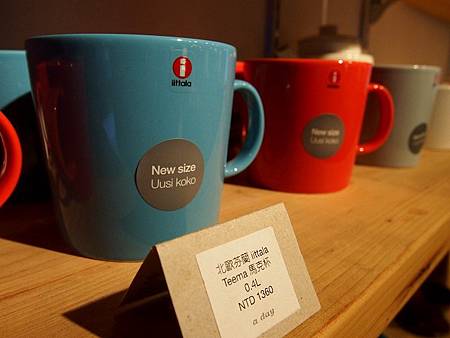 i
iittala
New size
Uusi koko
i
iittala
New size
Uusi koko
北歐芬蘭 iittala
Teema 馬克杯
0.4L
NTD 1360
a day